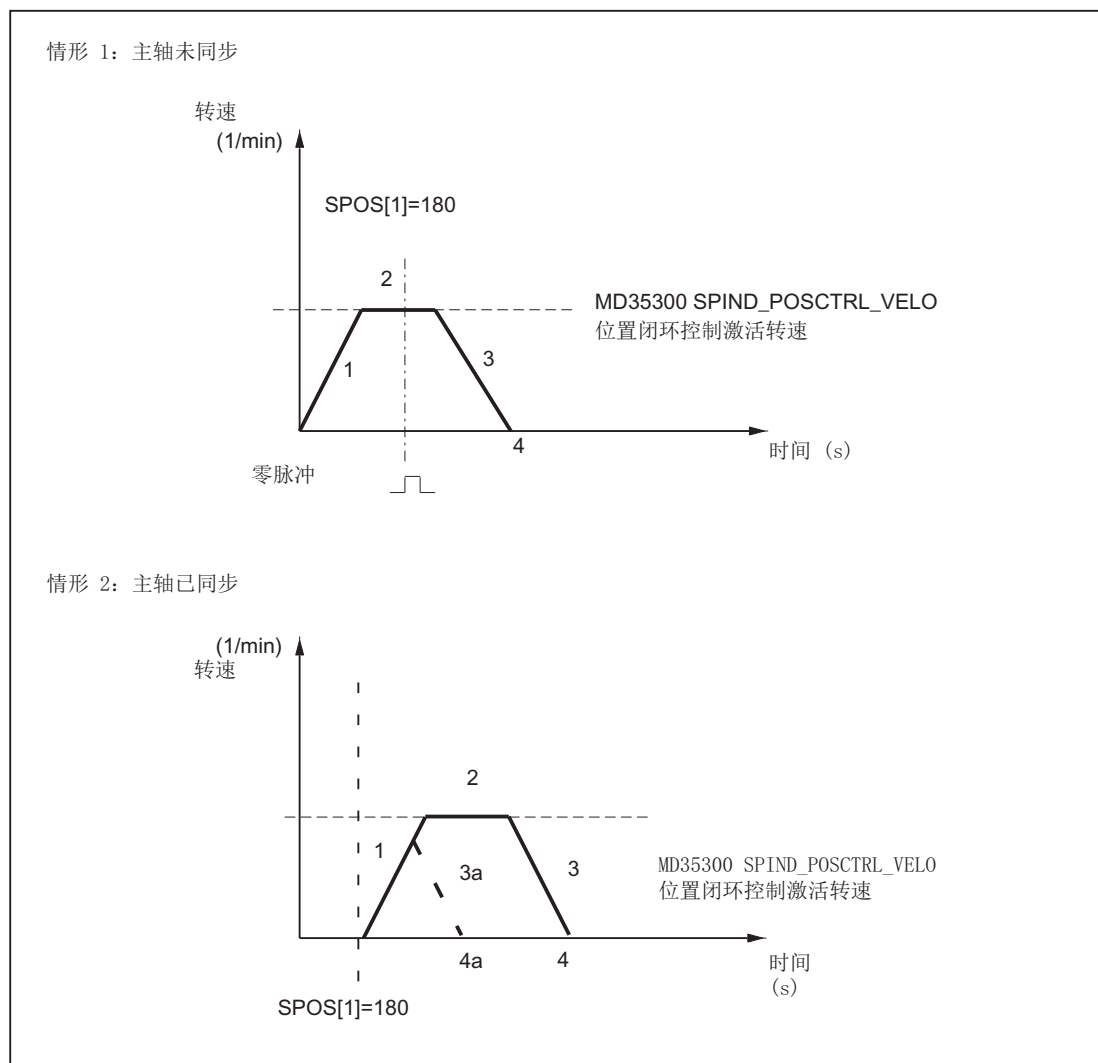 情形 1：主轴未同步
转速
(1/min)
SPOS[1]=180
2
MD35300 SPIND_POSCTRL_VELO
位置闭环控制激活转速
1
3
4
时间 (s)
零脉冲
情形 2：主轴已同步
(1/min)
转速
2
1
3a
3
MD35300 SPIND_POSCTRL_VELO
位置闭环控制激活转速
4a
4
时间
(s)
SPOS[1]=180